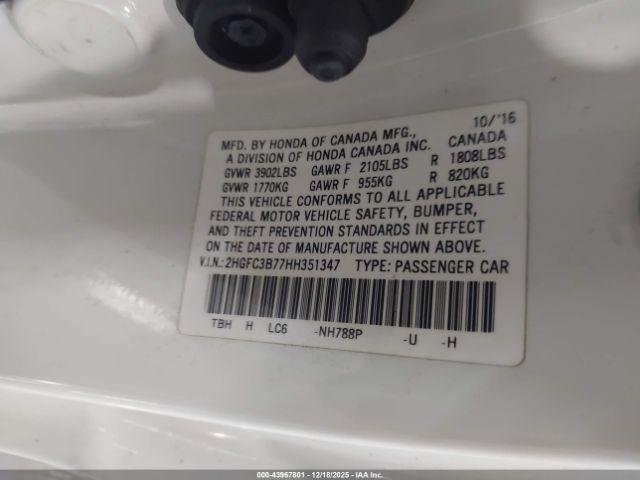 10/'16
MFD. BY HONDA OF CANADA MFG., CANADA
A DIVISION OF HONDA CANADA INC.
GVWR 3902LBS GAWR F 2105LBS R 1808LBS
GVWR 1770KG GAWR F 955KG R 820KG
THIS VEHICLE CONFORMS TO ALL APPLICABLE
FEDERAL MOTOR VEHICLE SAFETY, BUMPER,
AND THEFT PREVENTION STANDARDS IN EFFECT
ON THE DATE OF MANUFACTURE SHOWN ABOVE.
V.I.N.: 2HGFC3B77HH351347 TYPE: PASSENGER CAR
TBH H LC6 -NH788P -U -H
000-43967801 - 12/18/2025 - IAA Inc.